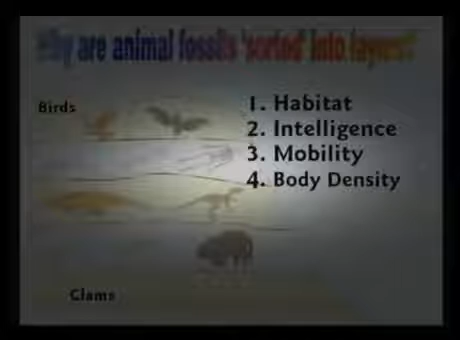 Why are animal fossils 'sorted' into layers?
Birds
1. Habitat
2. Intelligence
3. Mobility
4. Body Density
Clams